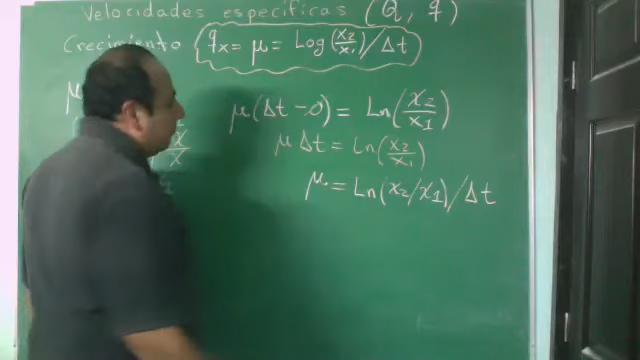 Velocidades específicas (Q, q)
Crecimiento qx = μ = Log(x2/x1)/Δt
μ
μ(Δt - 0) = Ln(x2/x1)
x/x
μ Δt = Ln(x2/x1)
μ = Ln(x2/x1)/Δt